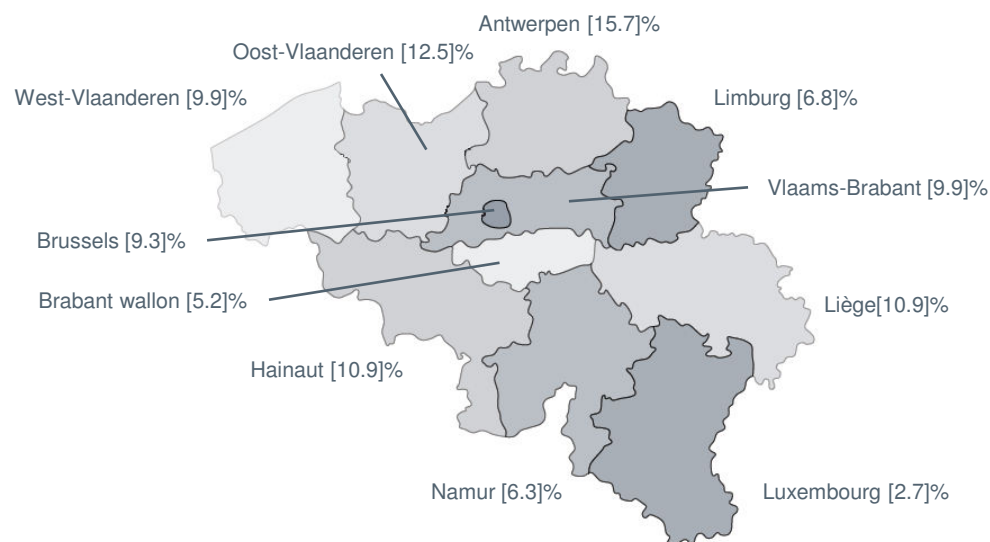 Antwerpen [15.7]%
Oost-Vlaanderen [12.5]%
West-Vlaanderen [9.9]%
Limburg [6.8]%
Vlaams-Brabant [9.9]%
Brussels [9.3]%
Brabant wallon [5.2]%
Liège[10.9]%
Hainaut [10.9]%
Namur [6.3]%
Luxembourg [2.7]%